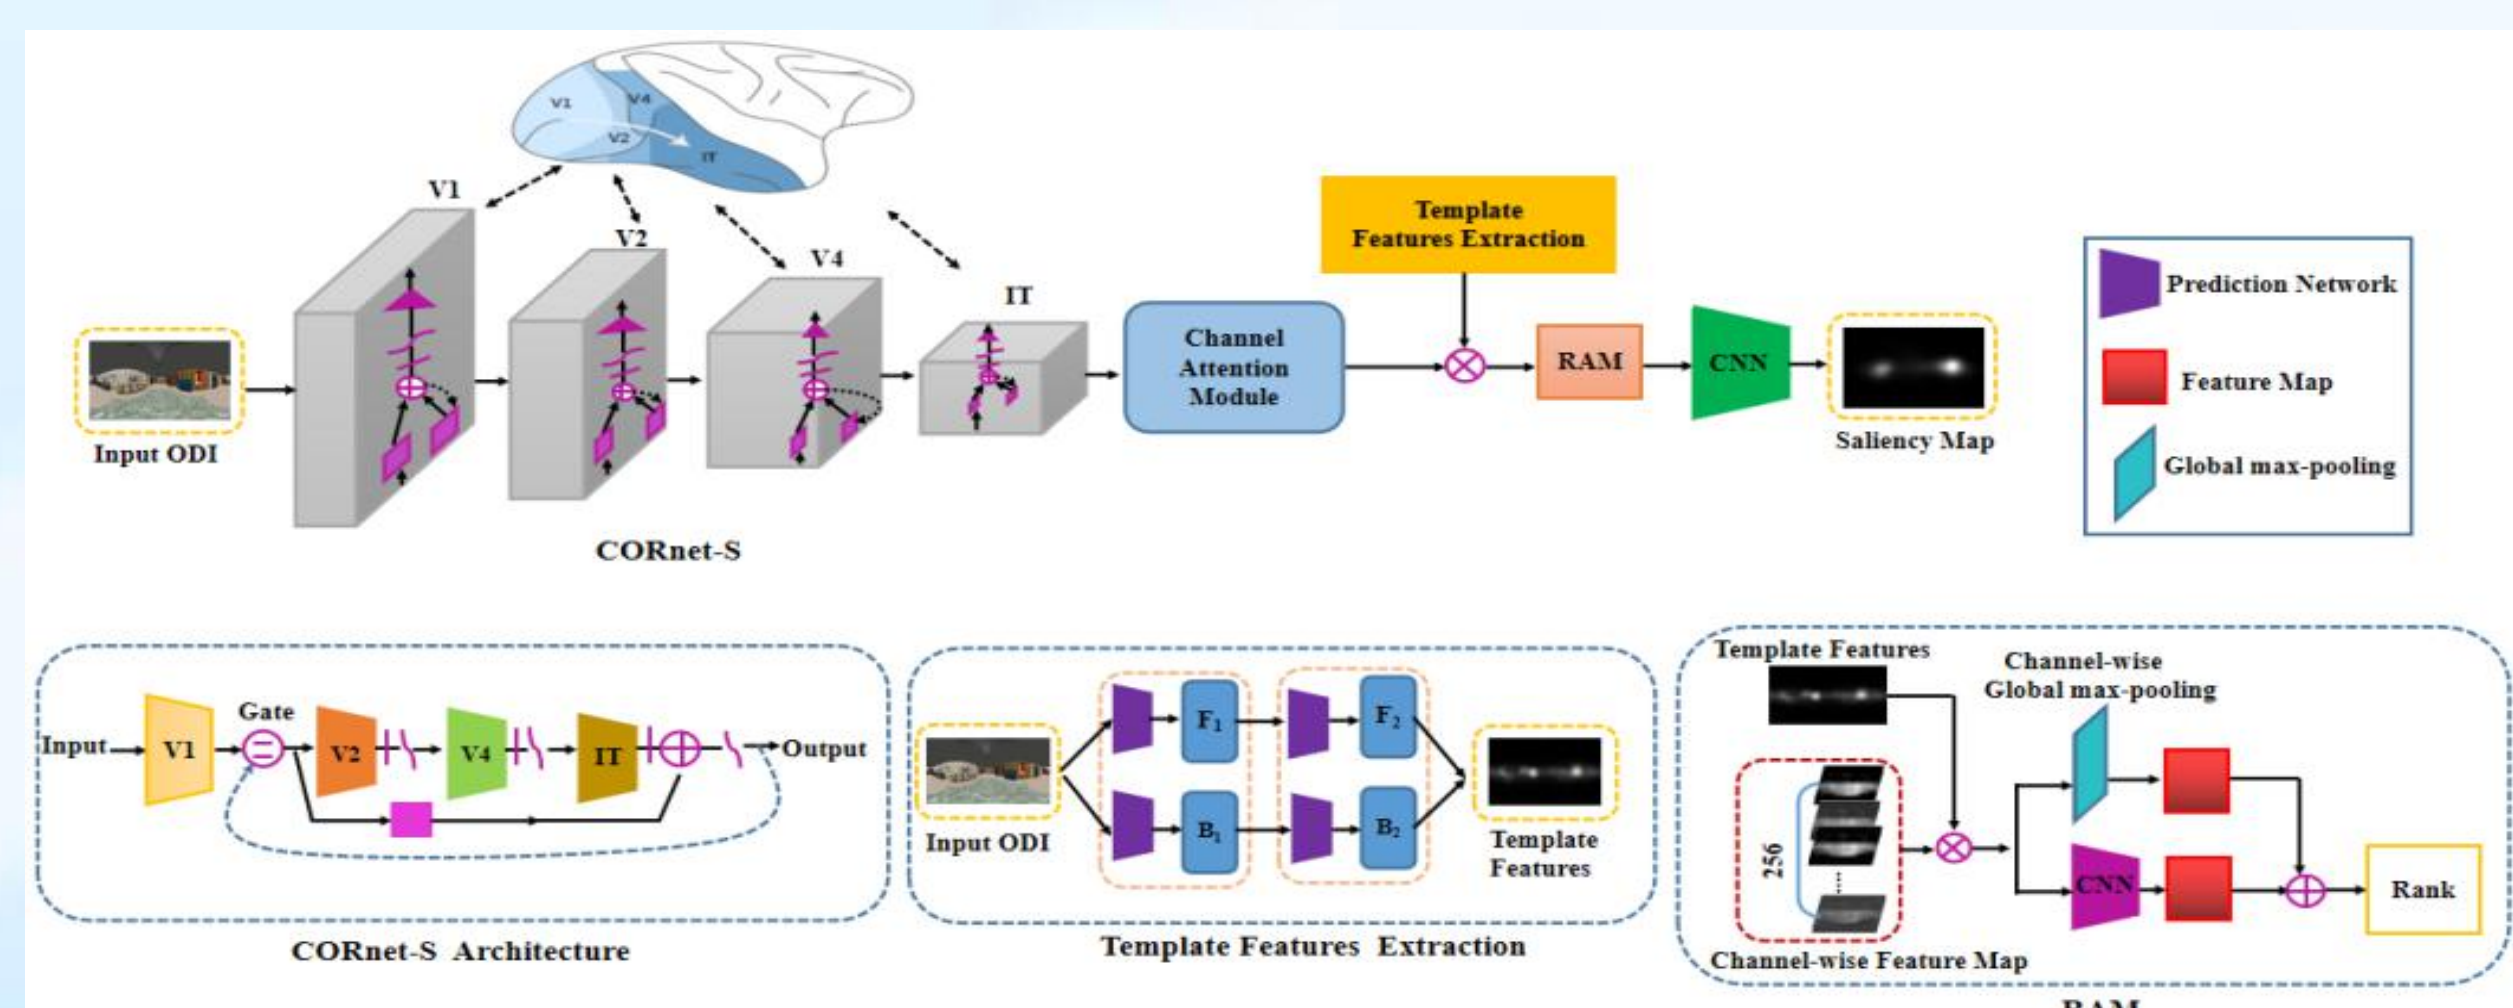 V1
V4
V2
IT
V1
V2
V4
IT
Input ODI
CORnet-S
Channel
Attention
Module
Template
Features Extraction
RAM
CNN
Saliency Map
Prediction Network
Feature Map
Global max-pooling
Input
V1
Gate
V2
V4
IT
Output
CORnet-S Architecture
Input ODI
F1
F2
B1
B2
Template
Features
Template Features Extraction
Template Features
Channel-wise
Global max-pooling
256
CNN
Rank
Channel-wise Feature Map
RAM